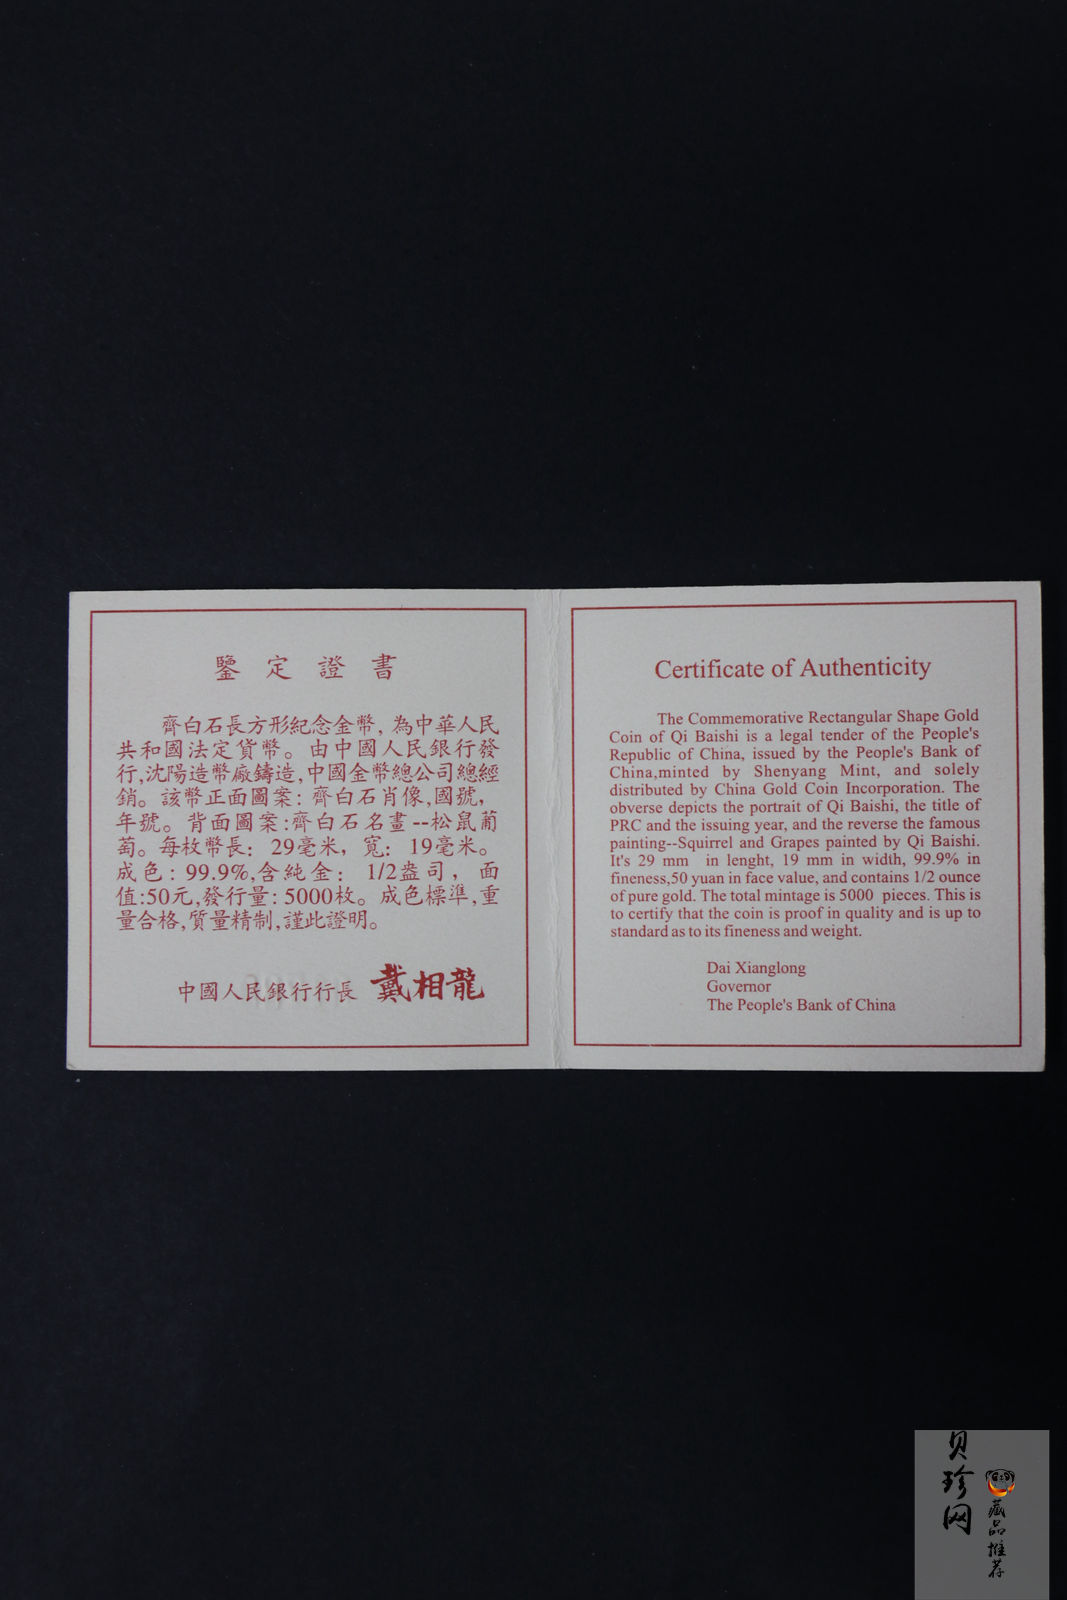 鑒定證書
齊白石長方形紀念金幣,為中華人民
共和國法定貨幣。由中國人民銀行發
行,沈陽造幣廠鑄造,中國金幣總公司總經
銷。該幣正面圖案:齊白石肖像,國號,
年號。背面圖案:齊白石名畫--松鼠葡
萄。每枚幣長:29毫米,寬:19毫米。
成色:99.9%,含純金:1/2盎司,面
值:50元,發行量:5000枚。成色標準,重
量合格,質量精制,謹此證明。
中國人民銀行行長 戴相龍
Certificate of Authenticity
The Commemorative Rectangular Shape Gold
Coin of Qi Baishi is a legal tender of the People's
Republic of China, issued by the People's Bank of
China,minted by Shenyang Mint, and solely
distributed by China Gold Coin Incorporation. The
obverse depicts the portrait of Qi Baishi, the title of
PRC and the issuing year, and the reverse the famous
painting--Squirrel and Grapes painted by Qi Baishi.
It's 29 mm in lenght, 19 mm in width, 99.9% in
fineness,50 yuan in face value, and contains 1/2 ounce
of pure gold. The total mintage is 5000 pieces. This is
to certify that the coin is proof in quality and is up to
standard as to its fineness and weight.
Dai Xianglong
Governor
The People's Bank of China
贝珍网
藏品推荐